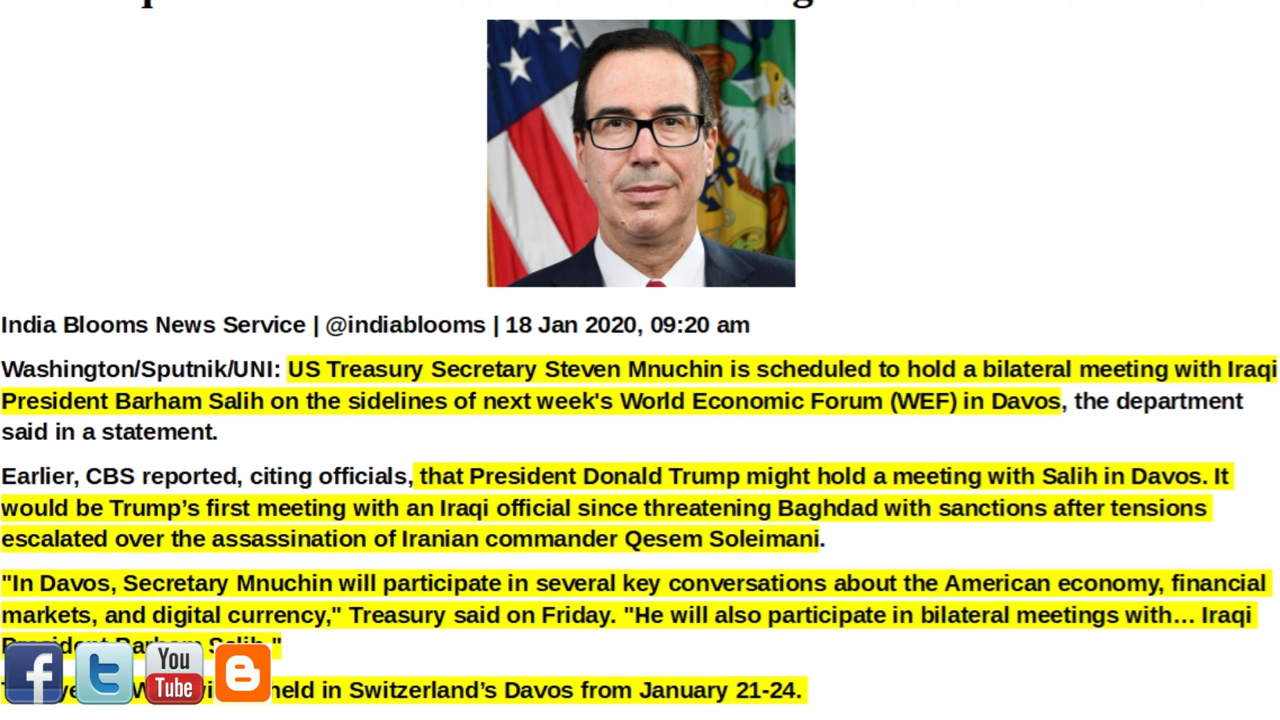 India Blooms News Service | @indiablooms | 18 Jan 2020, 09:20 am
Washington/Sputnik/UNI: US Treasury Secretary Steven Mnuchin is scheduled to hold a bilateral meeting with Iraqi
President Barham Salih on the sidelines of next week's World Economic Forum (WEF) in Davos, the department
said in a statement.
Earlier, CBS reported, citing officials, that President Donald Trump might hold a meeting with Salih in Davos. It
would be Trump’s first meeting with an Iraqi official since threatening Baghdad with sanctions after tensions
escalated over the assassination of Iranian commander Qesem Soleimani.
"In Davos, Secretary Mnuchin will participate in several key conversations about the American economy, financial
markets, and digital currency," Treasury said on Friday. "He will also participate in bilateral meetings with… Iraqi
President Barham Salih."
held in Switzerland’s Davos from January 21-24.
You
Tube